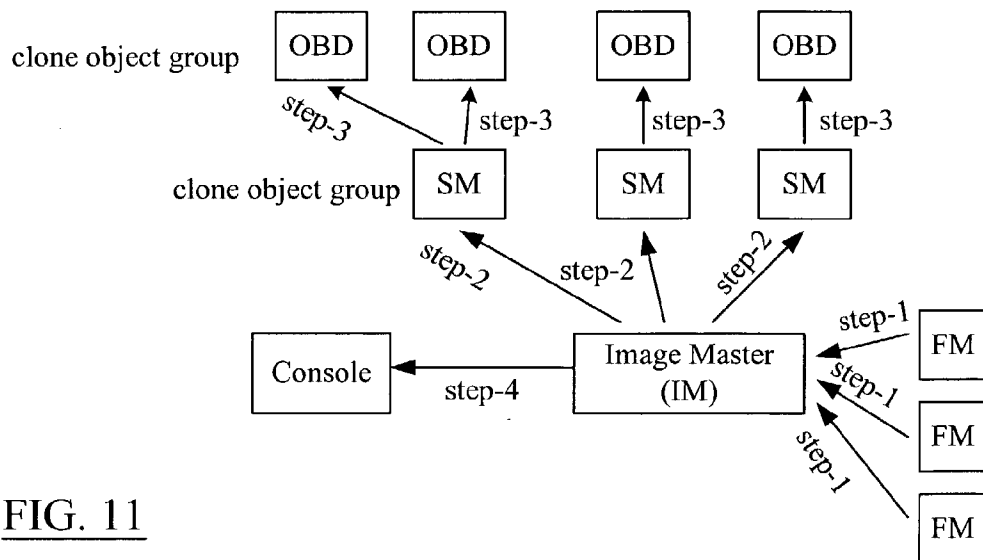 clone object group
OBD
OBD
OBD
OBD
step-3
step-3
step-3
step-3
clone object group
SM
SM
SM
step-2
step-2
step-2
Console
step-4
Image Master
(IM)
step-1
FM
step-1
FM
step-1
FM
FIG. 11